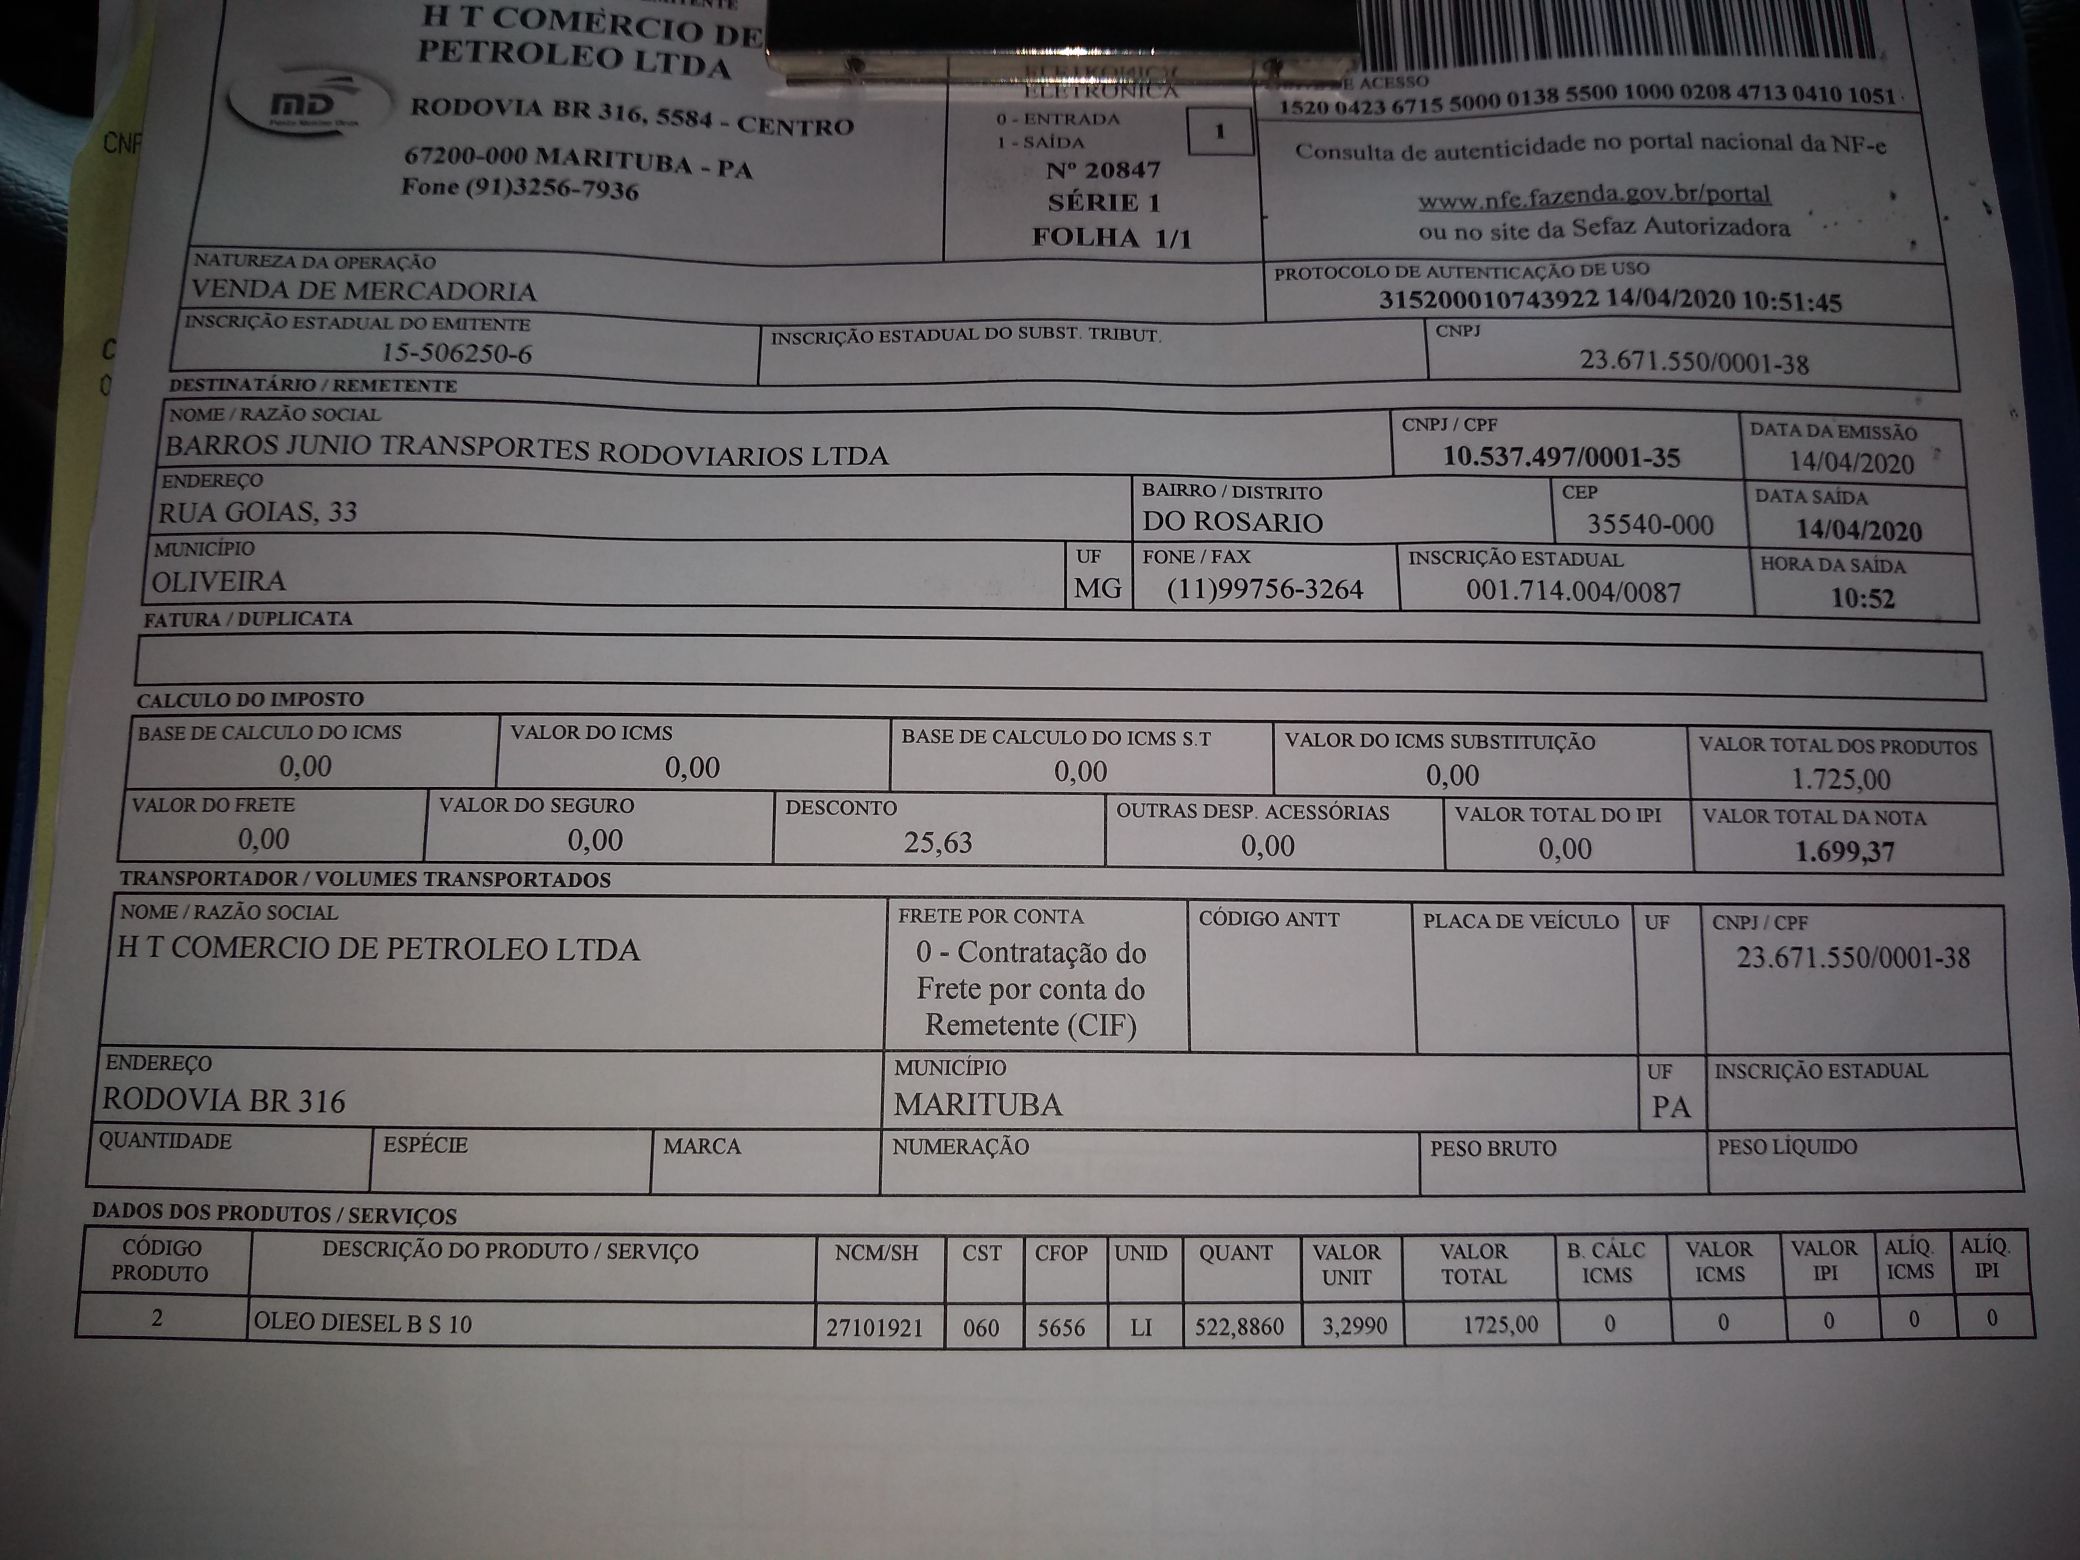 H T COMERCIO DE
PETROLEO LTDA
MD
RODOVIA BR 316, 5584 - CENTRO
67200-000 MARITUBA - PA
Fone (91)3256-7936
ELETRÔNICA
0 - ENTRADA
1 - SAÍDA
1
Nº 20847
SÉRIE 1
FOLHA 1/1
E ACESSO
1520 0423 6715 5000 0138 5500 1000 0208 4713 0410 1051
Consulta de autenticidade no portal nacional da NF-e
www.nfe.fazenda.gov.br/portal
ou no site da Sefaz Autorizadora
NATUREZA DA OPERAÇÃO
VENDA DE MERCADORIA
PROTOCOLO DE AUTENTICAÇÃO DE USO
315200010743922 14/04/2020 10:51:45
INSCRIÇÃO ESTADUAL DO EMITENTE
15-506250-6
INSCRIÇÃO ESTADUAL DO SUBST. TRIBUT.
CNPJ
23.671.550/0001-38
DESTINATÁRIO / REMETENTE
NOME / RAZÃO SOCIAL
BARROS JUNIO TRANSPORTES RODOVIARIOS LTDA
CNPJ / CPF
10.537.497/0001-35
DATA DA EMISSÃO
14/04/2020
ENDEREÇO
RUA GOIAS, 33
BAIRRO / DISTRITO
DO ROSARIO
CEP
35540-000
DATA SAÍDA
14/04/2020
MUNICÍPIO
OLIVEIRA
UF
MG
FONE / FAX
(11)99756-3264
INSCRIÇÃO ESTADUAL
001.714.004/0087
HORA DA SAÍDA
10:52
FATURA / DUPLICATA
CALCULO DO IMPOSTO
BASE DE CALCULO DO ICMS
0,00
VALOR DO ICMS
0,00
BASE DE CALCULO DO ICMS S.T
0,00
VALOR DO ICMS SUBSTITUIÇÃO
0,00
VALOR TOTAL DOS PRODUTOS
1.725,00
VALOR DO FRETE
0,00
VALOR DO SEGURO
0,00
DESCONTO
25,63
OUTRAS DESP. ACESSÓRIAS
0,00
VALOR TOTAL DO IPI
0,00
VALOR TOTAL DA NOTA
1.699,37
TRANSPORTADOR / VOLUMES TRANSPORTADOS
NOME / RAZÃO SOCIAL
H T COMERCIO DE PETROLEO LTDA
FRETE POR CONTA
0 - Contratação do
Frete por conta do
Remetente (CIF)
CÓDIGO ANTT
PLACA DE VEÍCULO
UF
CNPJ / CPF
23.671.550/0001-38
ENDEREÇO
RODOVIA BR 316
MUNICÍPIO
MARITUBA
UF
PA
INSCRIÇÃO ESTADUAL
QUANTIDADE
ESPÉCIE
MARCA
NUMERAÇÃO
PESO BRUTO
PESO LÍQUIDO
DADOS DOS PRODUTOS / SERVIÇOS
CÓDIGO PRODUTO DESCRIÇÃO DO PRODUTO / SERVIÇO NCM/SH CST CFOP UNID QUANT VALOR UNIT VALOR TOTAL B. CÁLC ICMS VALOR ICMS VALOR IPI ALÍQ. ICMS ALÍQ. IPI
2 OLEO DIESEL B S 10 27101921 060 5656 LI 522,8860 3,2990 1725,00 0 0 0 0 0